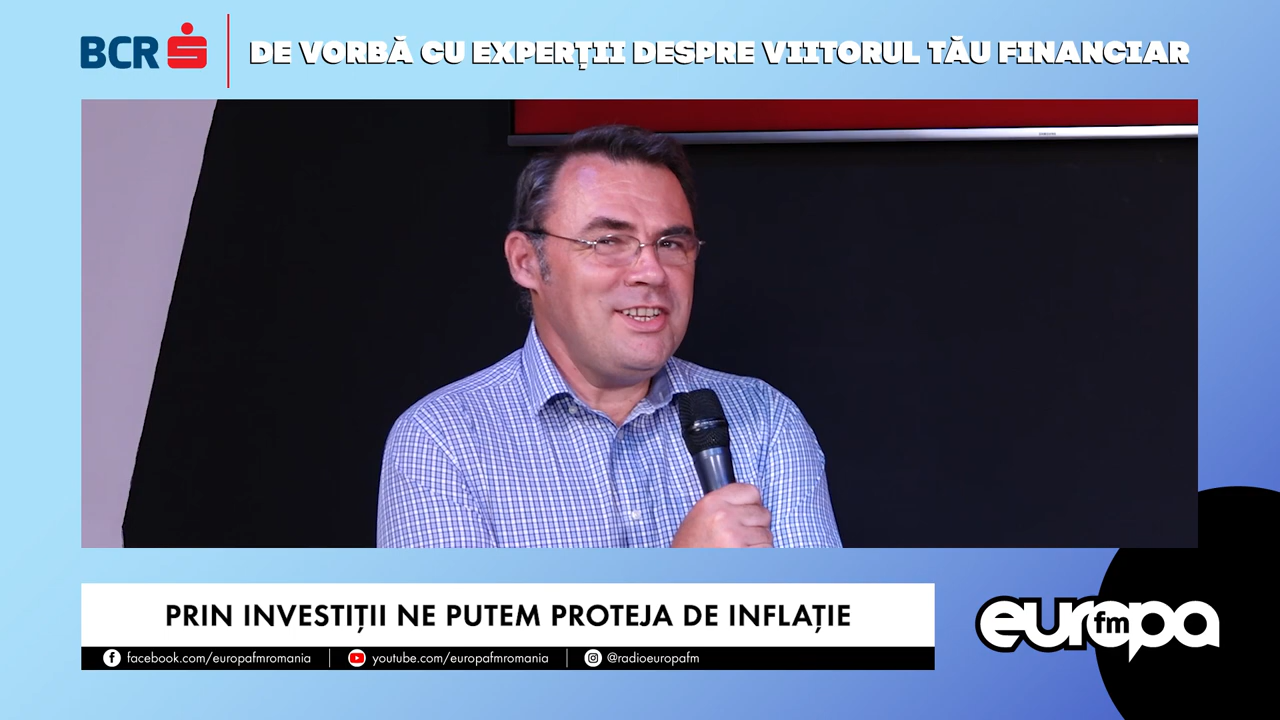 BCR
DE VORBĂ CU EXPERȚII DESPRE VIITORUL TĂU FINANCIAR
PRIN INVESTIȚII NE PUTEM PROTEJA DE INFLAȚIE
facebook.com/europafmromania
youtube.com/europafmromania
@radioeuropafm
europa fm